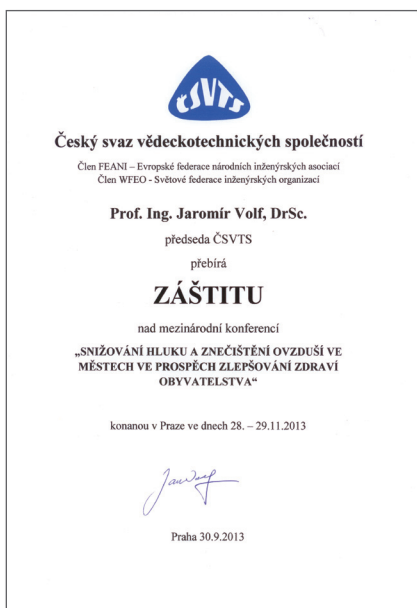 ČSVTS
Český svaz vědeckotechnických společností
Člen FEANI – Evropské federace národních inženýrských asociací
Člen WFEO - Světové federace inženýrských organizací
Prof. Ing. Jaromír Volf, DrSc.
předseda ČSVTS
přebírá
ZÁŠTITU
nad mezinárodní konferencí
„SNIŽOVÁNÍ HLUKU A ZNEČIŠTĚNÍ OVZDUŠÍ VE
MĚSTECH VE PROSPĚCH ZLEPŠOVÁNÍ ZDRAVÍ
OBYVATELSTVA“
konanou v Praze ve dnech 28. – 29.11.2013
Praha 30.9.2013